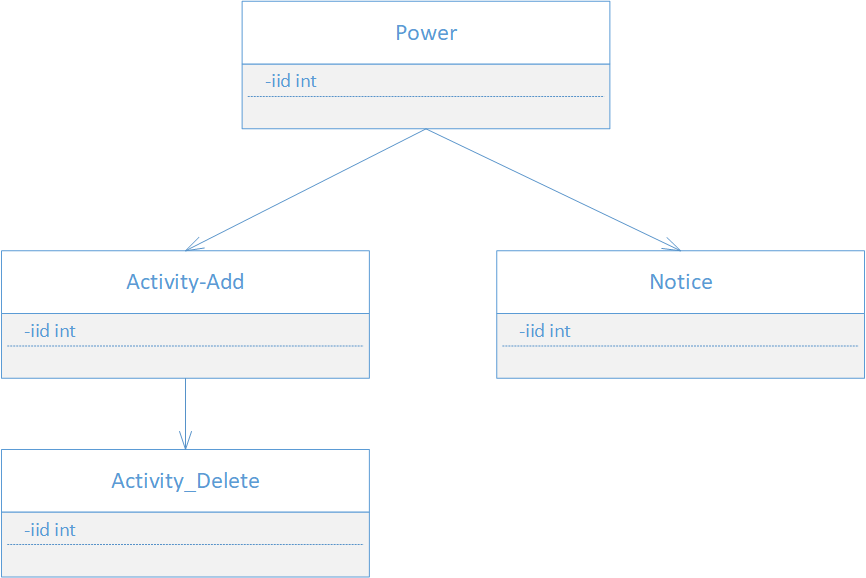 Power
-iid int
Activity-Add
-iid int
Notice
-iid int
Activity_Delete
-iid int